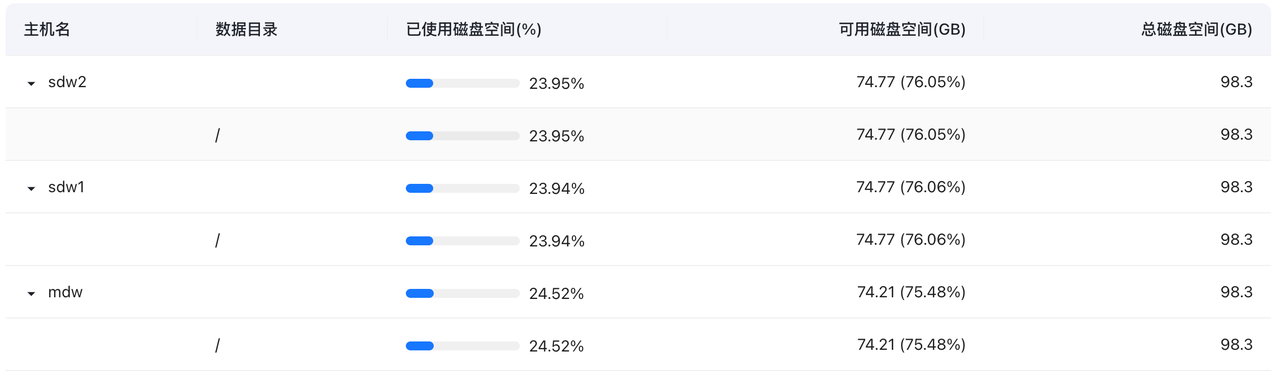 主机名 数据目录 已使用磁盘空间(%) 可用磁盘空间(GB) 总磁盘空间(GB)
sdw2 23.95% 74.77 (76.05%) 98.3
/ 23.95% 74.77 (76.05%) 98.3
sdw1 23.94% 74.77 (76.06%) 98.3
/ 23.94% 74.77 (76.06%) 98.3
mdw 24.52% 74.21 (75.48%) 98.3
/ 24.52% 74.21 (75.48%) 98.3